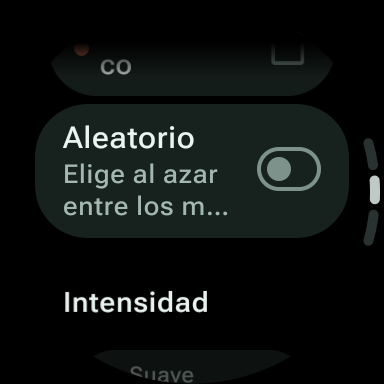 co
Aleatorio
Elige al azar
entre los m...
Intensidad
Suave